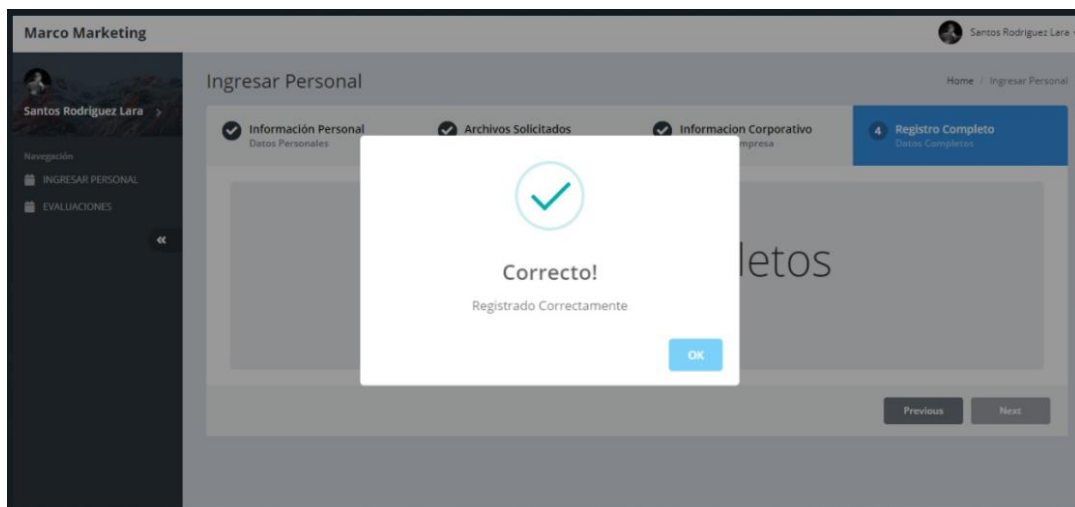 Marco Marketing
Santos Rodriguez Lara
Santos Rodriguez Lara
Navegación
INGRESAR PERSONAL
EVALUACIONES
Ingresar Personal
Home / Ingresar Personal
Información Personal
Datos Personales
Archivos Solicitados
Informacion Corporativo
mpresa
4 Registro Completo
Datos Completos
letos
Correcto!
Registrado Correctamente
OK
Previous
Next